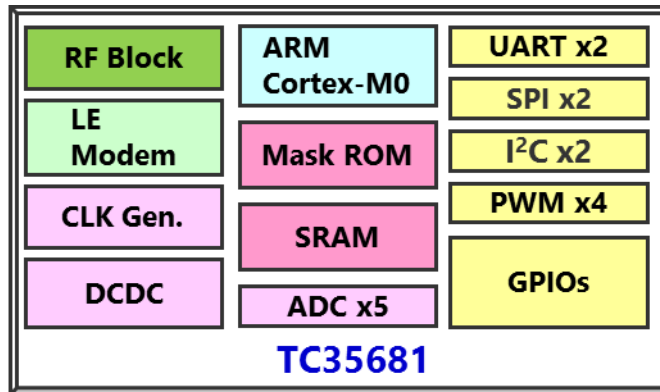 RF Block
LE
Modem
CLK Gen.
DCDC
ARM
Cortex-M0
Mask ROM
SRAM
ADC x5
UART x2
SPI x2
I²C x2
PWM x4
GPIOs
TC35681